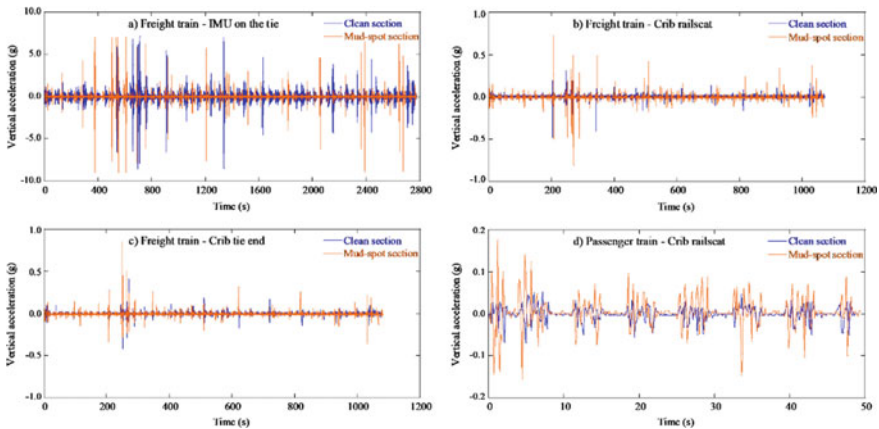 a) Freight train - IMU on the tie
Clean section
Mud-spot section
Vertical acceleration (g)
10.0
5.0
0.0
-5.0
-10.0
0 400 800 1200 1600 2000 2400 2800
Time (s)
b) Freight train - Crib railseat
Clean section
Mud-spot section
Vertical acceleration (g)
1.0
0.5
0.0
-0.5
-1.0
0 200 400 600 800 1000 1200
Time (s)
c) Freight train - Crib tie end
Clean section
Mud-spot section
Vertical acceleration (g)
1.0
0.5
0.0
-0.5
-1.0
0 200 400 600 800 1000 1200
Time (s)
d) Passenger train - Crib railseat
Clean section
Mud-spot section
Vertical acceleration (g)
0.2
0.1
0.0
-0.1
-0.2
0 10 20 30 40 50
Time (s)